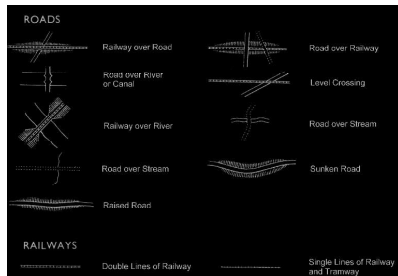 ROADS
Railway over Road
Road over Railway
Road over River
or Canal
Level Crossing
Railway over River
Road over Stream
Road over Stream
Sunken Road
Raised Road
RAILWAYS
Double Lines of Railway
Single Lines of Railway
and Tramway